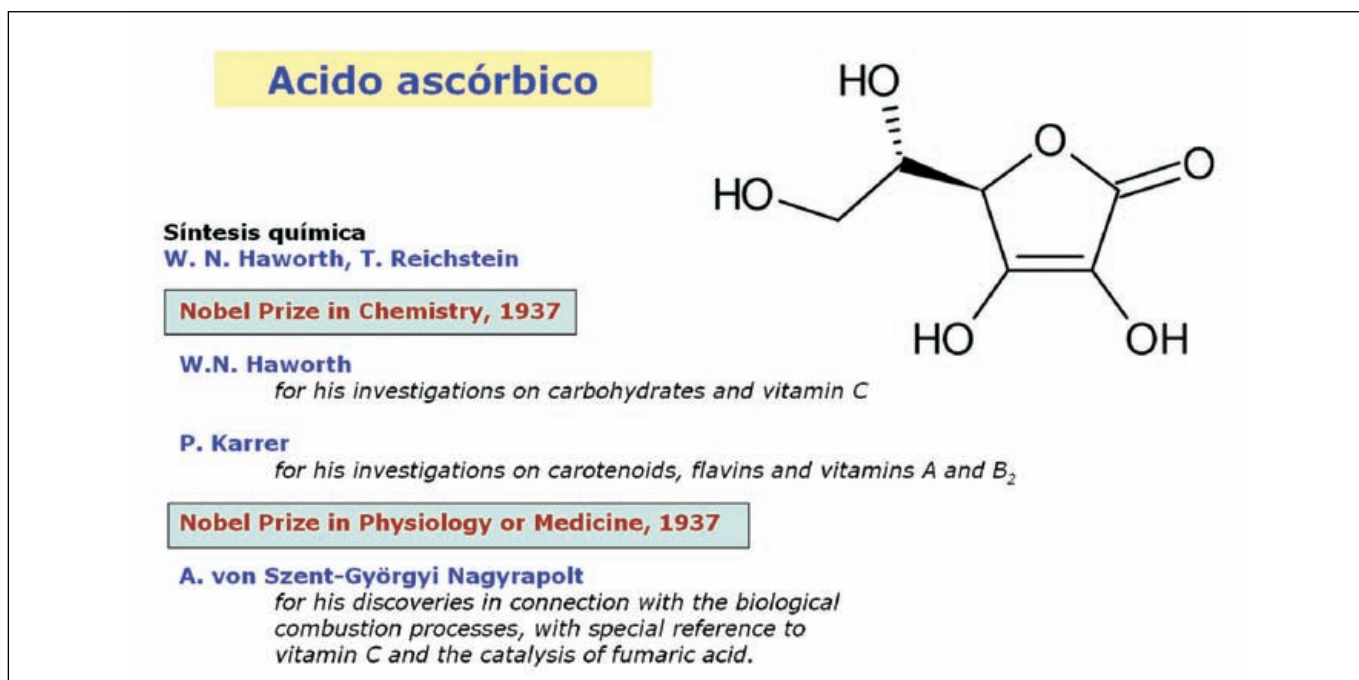 Acido ascórbico
HO
O
O
HO
HO
OH
Síntesis química
W. N. Haworth, T. Reichstein
Nobel Prize in Chemistry, 1937
W.N. Haworth
for his investigations on carbohydrates and vitamin C
P. Karrer
for his investigations on carotenoids, flavins and vitamins A and B₂
Nobel Prize in Physiology or Medicine, 1937
A. von Szent-Györgyi Nagyrapolt
for his discoveries in connection with the biological
combustion processes, with special reference to
vitamin C and the catalysis of fumaric acid.